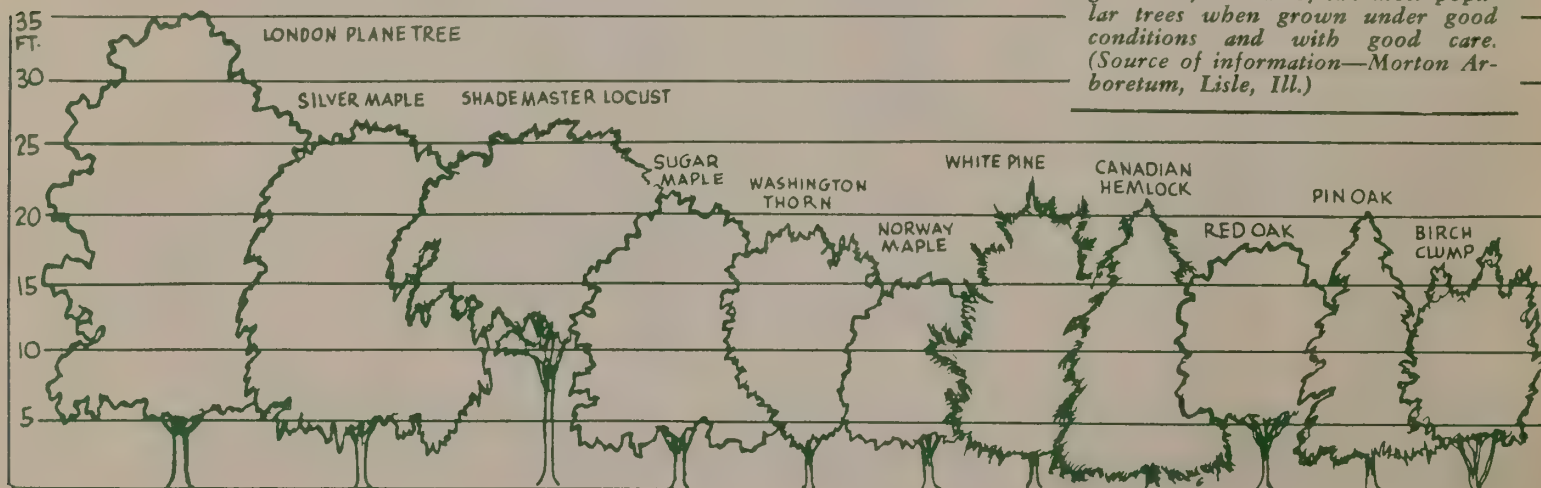 35
FT.
30
25
20
15
10
5
LONDON PLANE TREE
SILVER MAPLE
SHADEMASTER LOCUST
SUGAR
MAPLE
WASHINGTON
THORN
NORWAY
MAPLE
WHITE PINE
CANADIAN
HEMLOCK
RED OAK
PIN OAK
BIRCH
CLUMP
lar trees when grown under good
conditions and with good care.
(Source of information—Morton Ar-
boretum, Lisle, Ill.)